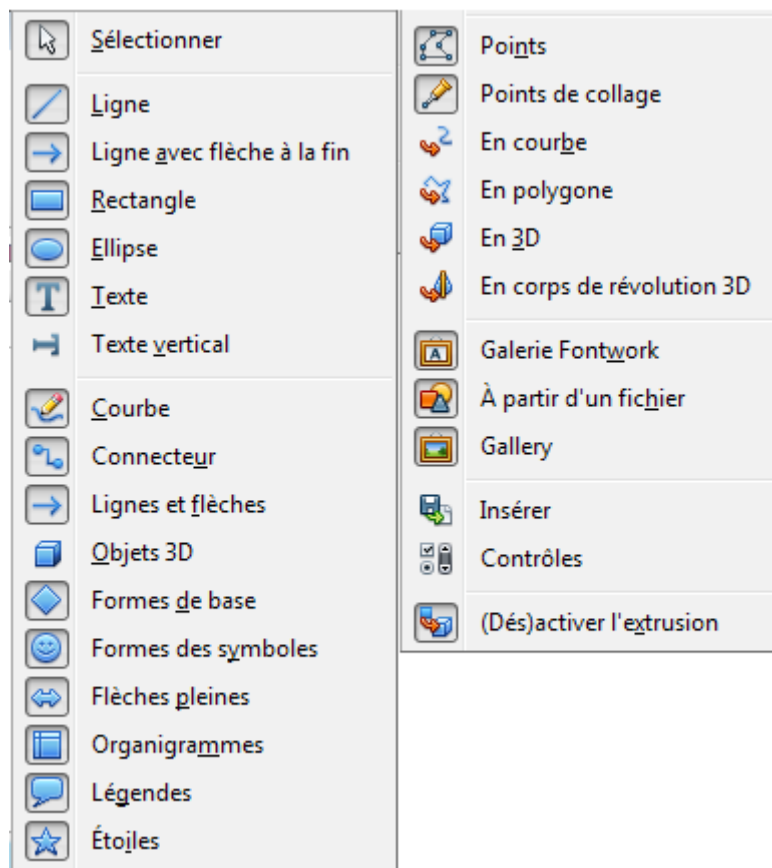 Sélectionner
Ligne
Ligne avec flèche à la fin
Rectangle
Ellipse
Texte
Texte vertical
Courbe
Connecteur
Lignes et flèches
Objets 3D
Formes de base
Formes des symboles
Flèches pleines
Organigrammes
Légendes
Étoiles
Points
Points de collage
En courbe
En polygone
En 3D
En corps de révolution 3D
Galerie Fontwork
À partir d'un fichier
Gallery
Insérer
Contrôles
(Dés)activer l'extrusion